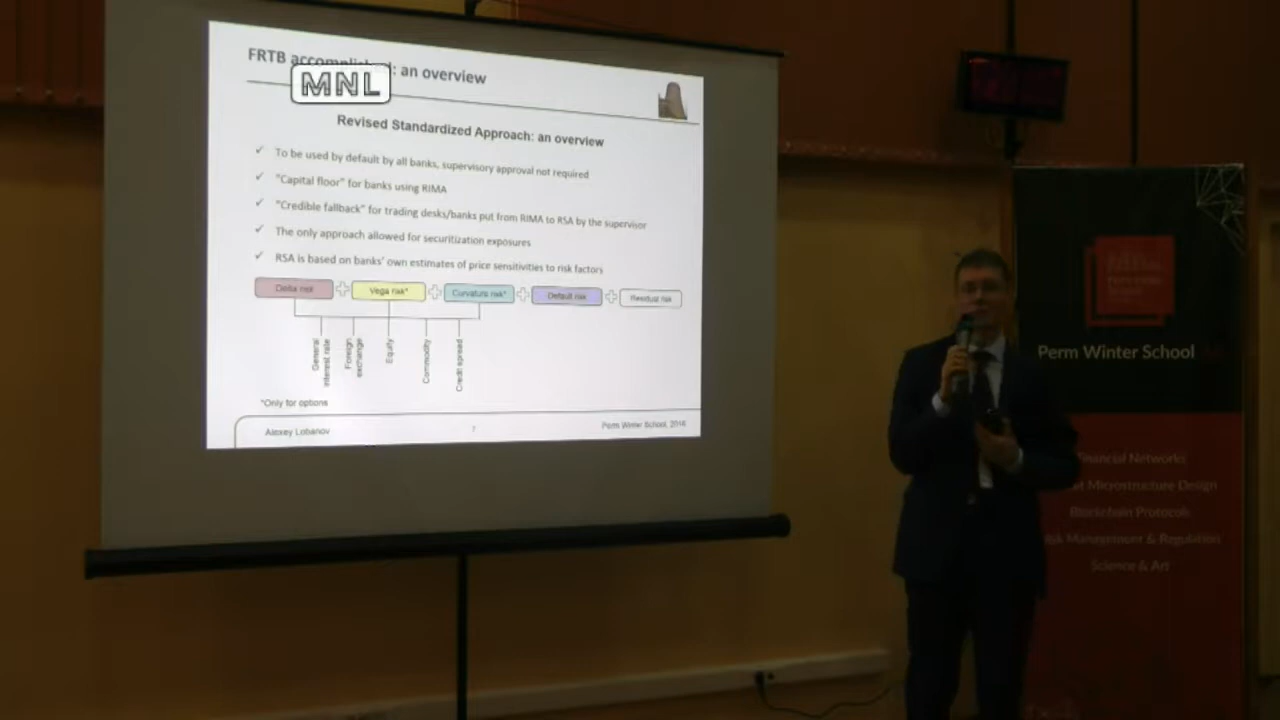 FRTB accomplished: an overview
MNL
Revised Standardized Approach: an overview
✓ To be used by default by all banks, supervisory approval not required
✓ "Capital floor" for banks using RIMA
✓ "Credible fallback" for trading desks/banks put from RIMA to RSA by the supervisor
✓ The only approach allowed for securitization exposures
✓ RSA is based on banks' own estimates of price sensitivities to risk factors
Delta risk
Vega risk*
Curvature risk*
Default risk
Residual risk
General
interest rate
Foreign
exchange
Equity
Commodity
Credit spread
*Only for options
Alexey Lobanov
7
Perm Winter School, 2016
Perm Winter School
Financial Networks
Microstructure Design
Blockchain Protocols
Risk Management & Regulation
Science & Art